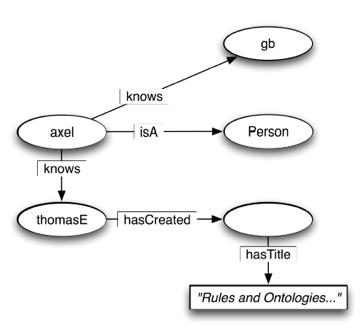 gb
knows
axel
isA
Person
knows
thomasE
hasCreated
hasTitle
"Rules and Ontologies..."